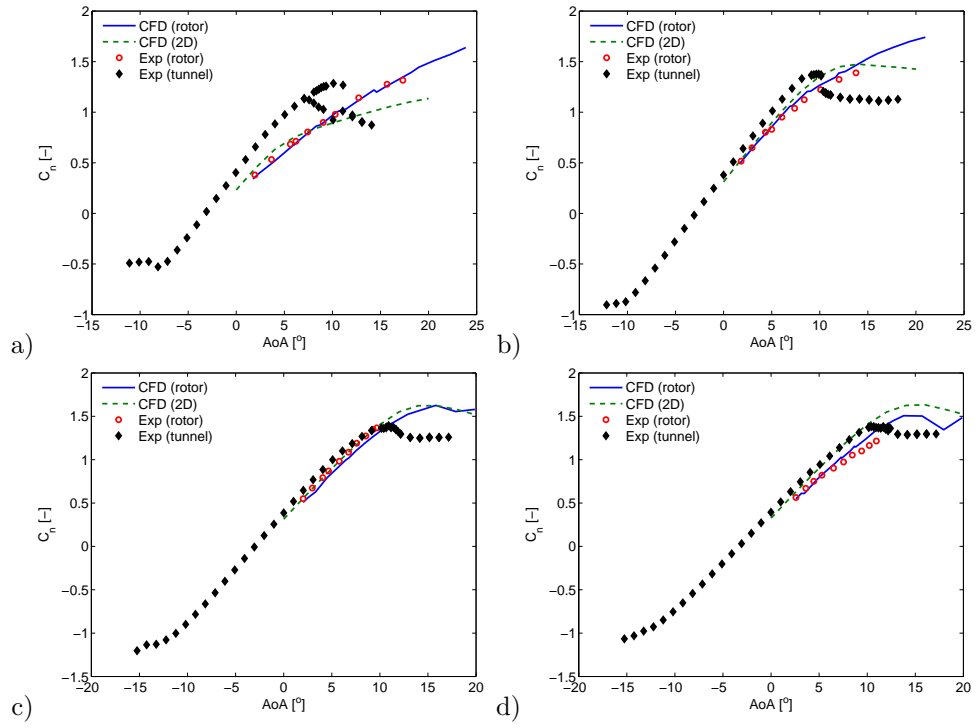 CFD (rotor)
CFD (2D)
Exp (rotor)
Exp (tunnel)
2
1.5
1
0.5
0
−0.5
−1
C_n [−]
−15 −10 −5 0 5 10 15 20 25
AoA [°]
a)
CFD (rotor)
CFD (2D)
Exp (rotor)
Exp (tunnel)
2
1.5
1
0.5
0
−0.5
−1
C_n [−]
−15 −10 −5 0 5 10 15 20 25
AoA [°]
b)
CFD (rotor)
CFD (2D)
Exp (rotor)
Exp (tunnel)
2
1.5
1
0.5
0
−0.5
−1
−1.5
C_n [−]
−20 −15 −10 −5 0 5 10 15 20
AoA [°]
c)
CFD (rotor)
CFD (2D)
Exp (rotor)
Exp (tunnel)
2
1.5
1
0.5
0
−0.5
−1
−1.5
C_n [−]
−20 −15 −10 −5 0 5 10 15 20
AoA [°]
d)